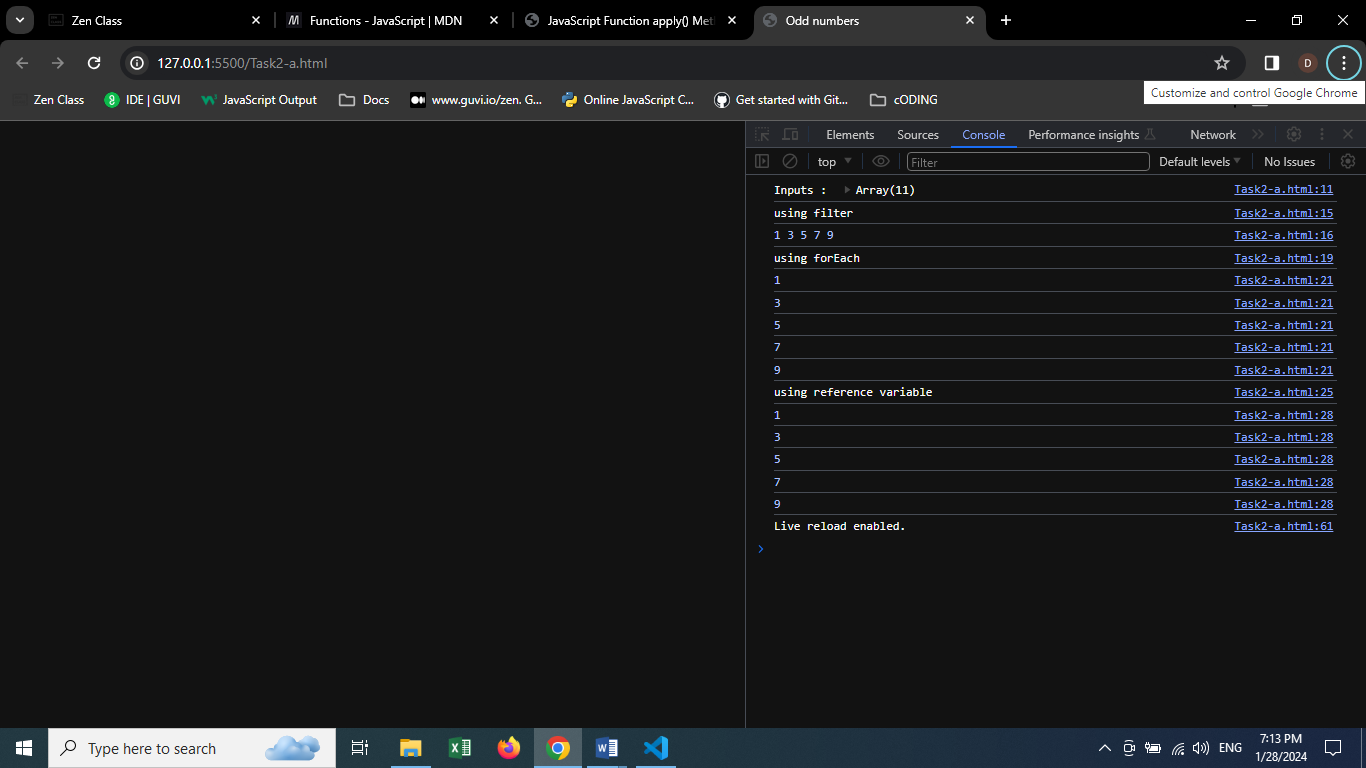 Zen Class
Functions - JavaScript | MDN
JavaScript Function apply() Met
Odd numbers
127.0.0.1:5500/Task2-a.html
D
Customize and control Google Chrome
Zen Class
IDE | GUVI
JavaScript Output
Docs
www.guvi.io/zen. G...
Online JavaScript C...
Get started with Git...
cODING
Elements Sources Console Performance insights Network
top Filter Default levels No Issues
Inputs : Array(11) Task2-a.html:11
using filter Task2-a.html:15
1 3 5 7 9 Task2-a.html:16
using forEach Task2-a.html:19
1 Task2-a.html:21
3 Task2-a.html:21
5 Task2-a.html:21
7 Task2-a.html:21
9 Task2-a.html:21
using reference variable Task2-a.html:25
1 Task2-a.html:28
3 Task2-a.html:28
5 Task2-a.html:28
7 Task2-a.html:28
9 Task2-a.html:28
Live reload enabled. Task2-a.html:61
Type here to search
ENG
7:13 PM
1/28/2024